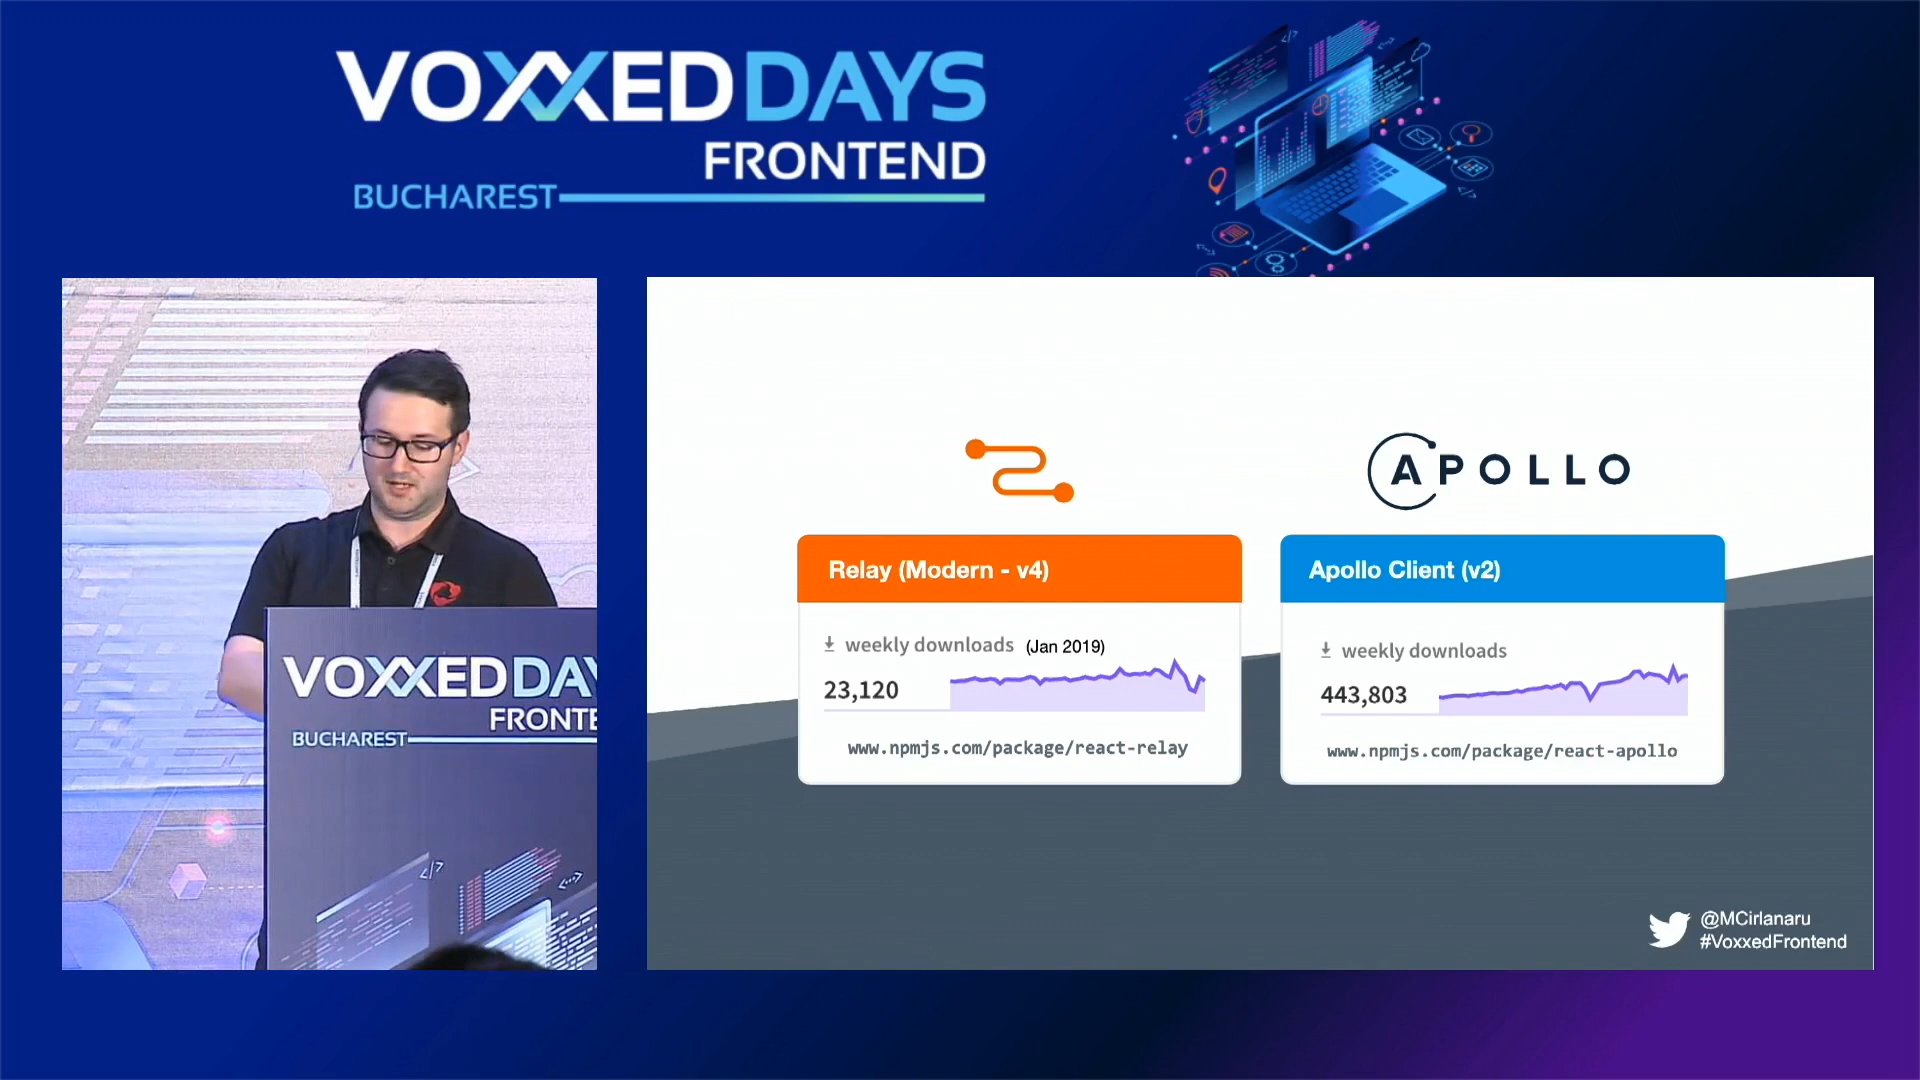 VOXXED DAYS
FRONTEND
BUCHAREST
VOXXED DAY
FRONTE
BUCHAREST
</>
<-->
APOLLO
Relay (Modern - v4)
weekly downloads (Jan 2019)
23,120
www.npmjs.com/package/react-relay
Apollo Client (v2)
weekly downloads
443,803
www.npmjs.com/package/react-apollo
@MCirlanaru
#VoxxedFrontend